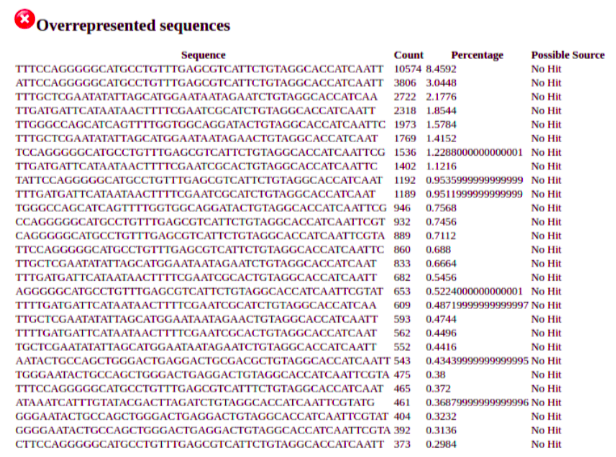 Overrepresented sequences
Sequence Count Percentage Possible Source
TTTCCAGGGGGCATGCCTGTTTGAGCGTCATTCTGTAGGCACCATCAATT 10574 8.4592 No Hit
ATTCCAGGGGGCATGCCTGTTTGAGCGTCATTCTGTAGGCACCATCAATT 3806 3.0448 No Hit
TTTGCTCGAATATATTAGCATGGAATAATAGAATCTGTAGGCACCATCAA 2722 2.1776 No Hit
TTGATGATTCATAATAACTTTTCGAATCGCATCTGTAGGCACCATCAATT 2318 1.8544 No Hit
TTGGGCCAGCATCAGTTTTGGTGGCAGGATACTGTAGGCACCATCAATTC 1973 1.5784 No Hit
TTTGCTCGAATATATTAGCATGGAATAATAGAACTGTAGGCACCATCAAT 1769 1.4152 No Hit
TCCAGGGGGCATGCCTGTTTGAGCGTCATTCTGTAGGCACCATCAATTCG 1536 1.2288000000000001 No Hit
TTGATGATTCATAATAACTTTTCGAATCGCACTGTAGGCACCATCAATTC 1402 1.1216 No Hit
TATTCCAGGGGGCATGCCTGTTTGAGCGTCATTCTGTAGGCACCATCAAT 1192 0.9535999999999999 No Hit
TTTGATGATTCATAATAACTTTTCGAATCGCATCTGTAGGCACCATCAAT 1189 0.9511999999999999 No Hit
TGGGCCAGCATCAGTTTTGGTGGCAGGATACTGTAGGCACCATCAATTCG 946 0.7568 No Hit
CCAGGGGGCATGCCTGTTTGAGCGTCATTCTGTAGGCACCATCAATTCGT 932 0.7456 No Hit
CAGGGGGCATGCCTGTTTGAGCGTCATTCTGTAGGCACCATCAATTCGTA 889 0.7112 No Hit
TTCCAGGGGGCATGCCTGTTTGAGCGTCATTCTGTAGGCACCATCAATTC 860 0.688 No Hit
TTGCTCGAATATATTAGCATGGAATAATAGAATCTGTAGGCACCATCAAT 833 0.6664 No Hit
TTTGATGATTCATAATAACTTTTCGAATCGCACTGTAGGCACCATCAATT 682 0.5456 No Hit
AGGGGGCATGCCTGTTTGAGCGTCATTCTGTAGGCACCATCAATTCGTAT 653 0.5224000000000001 No Hit
TTTTGATGATTCATAATAACTTTTCGAATCGCATCTGTAGGCACCATCAA 609 0.48719999999999997 No Hit
TTGCTCGAATATATTAGCATGGAATAATAGAACTGTAGGCACCATCAATT 593 0.4744 No Hit
TTTTGATGATTCATAATAACTTTTCGAATCGCACTGTAGGCACCATCAAT 562 0.4496 No Hit
TGCTCGAATATATTAGCATGGAATAATAGAATCTGTAGGCACCATCAATT 552 0.4416 No Hit
AATACTGCCAGCTGGGACTGAGGACTGCGACGCTGTAGGCACCATCAATT 543 0.43439999999999995 No Hit
TGGGAATACTGCCAGCTGGGACTGAGGACTGTAGGCACCATCAATTCGTA 475 0.38 No Hit
TTTCCAGGGGGCATGCCTGTTTGAGCGTCATTTCTGTAGGCACCATCAAT 465 0.372 No Hit
ATAAATCATTTGTATACGACTTAGATCTGTAGGCACCATCAATTCGTATG 461 0.36879999999999996 No Hit
GGGAATACTGCCAGCTGGGACTGAGGACTGTAGGCACCATCAATTCGTAT 404 0.3232 No Hit
GGGGAATACTGCCAGCTGGGACTGAGGACTGTAGGCACCATCAATTCGTA 392 0.3136 No Hit
CTTCCAGGGGGCATGCCTGTTTGAGCGTCATTCTGTAGGCACCATCAATT 373 0.2984 No Hit